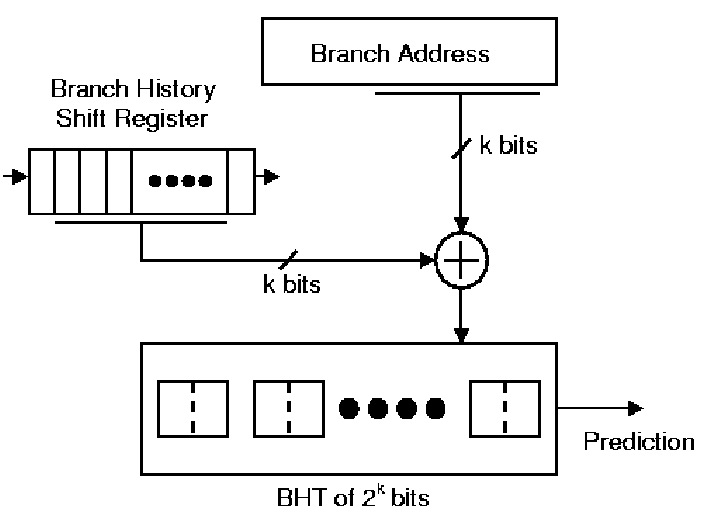 Branch Address
Branch History
Shift Register
k bits
k bits
Prediction
BHT of 2^k bits